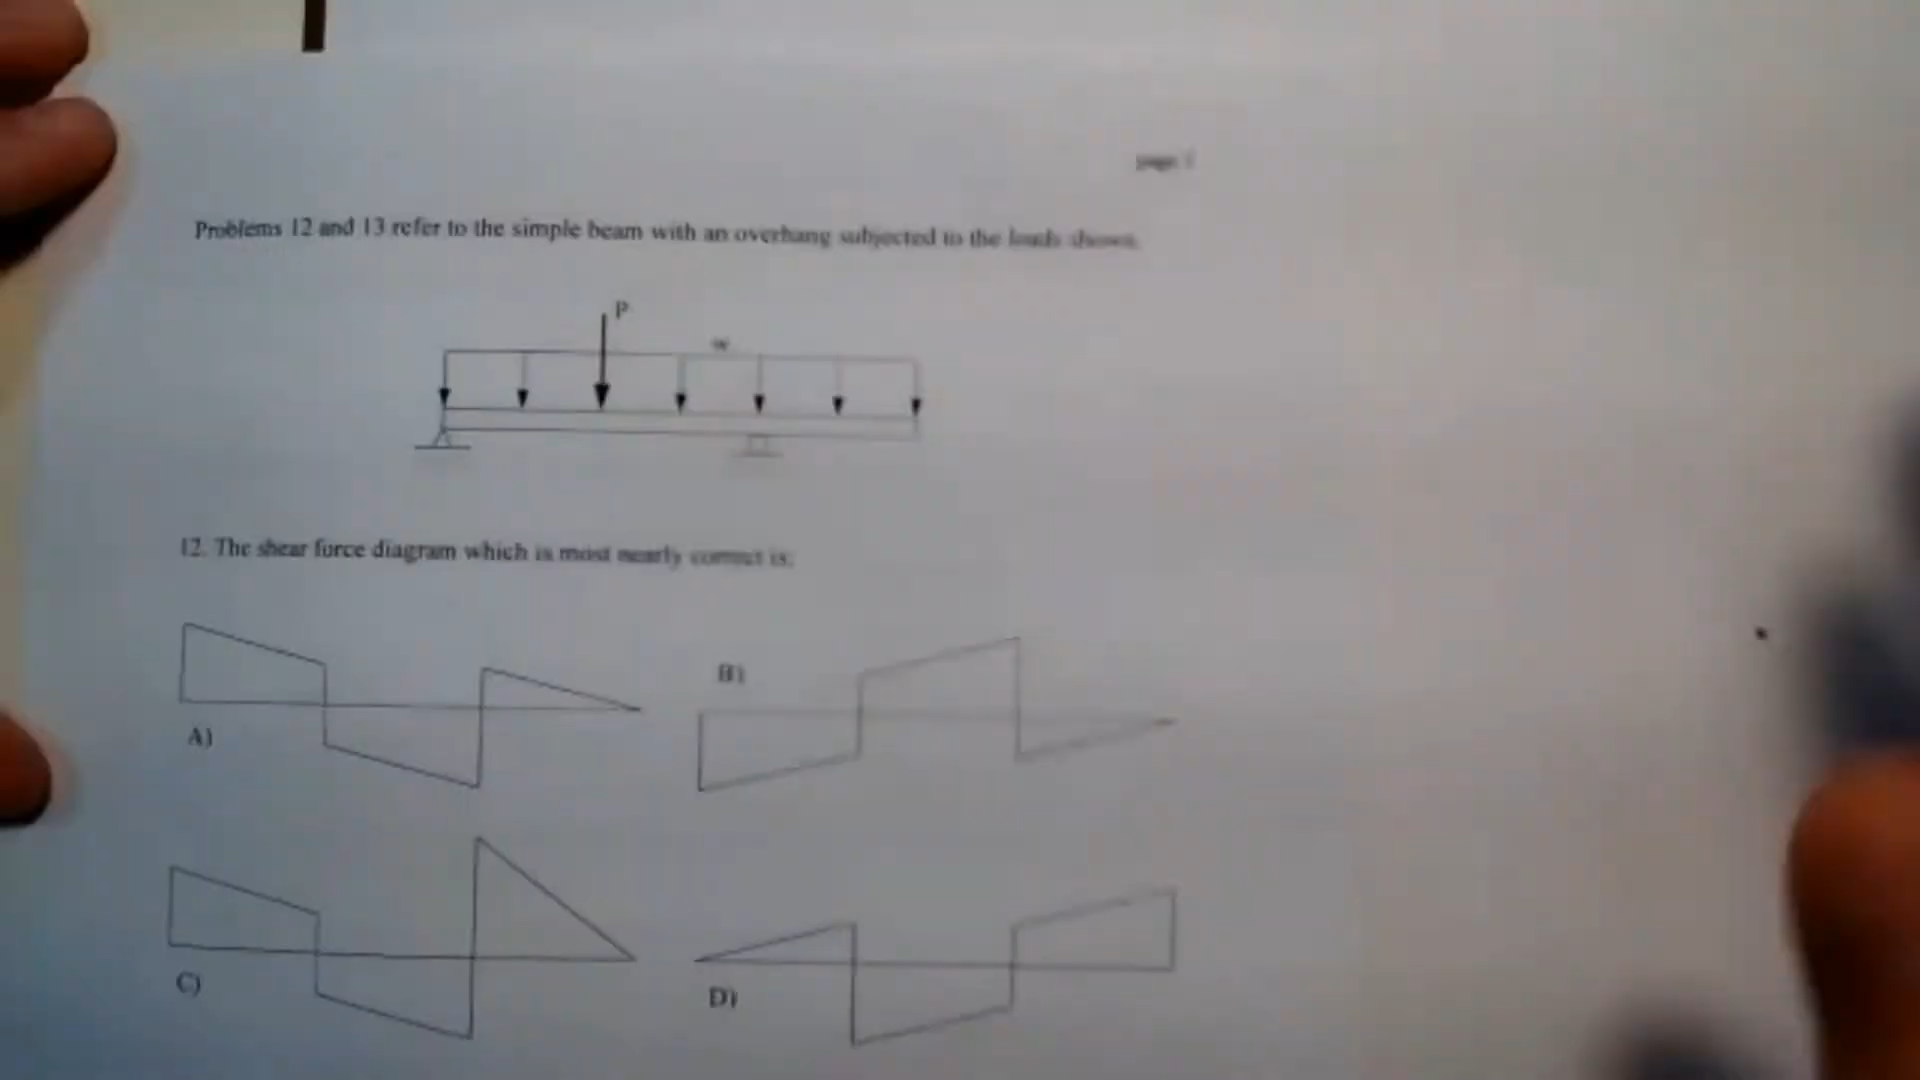 Problems 12 and 13 refer to the simple beam with an overhang subjected to the loads shown.
P
w
12. The shear force diagram which is most nearly correct is:
A)
B)
C)
D)